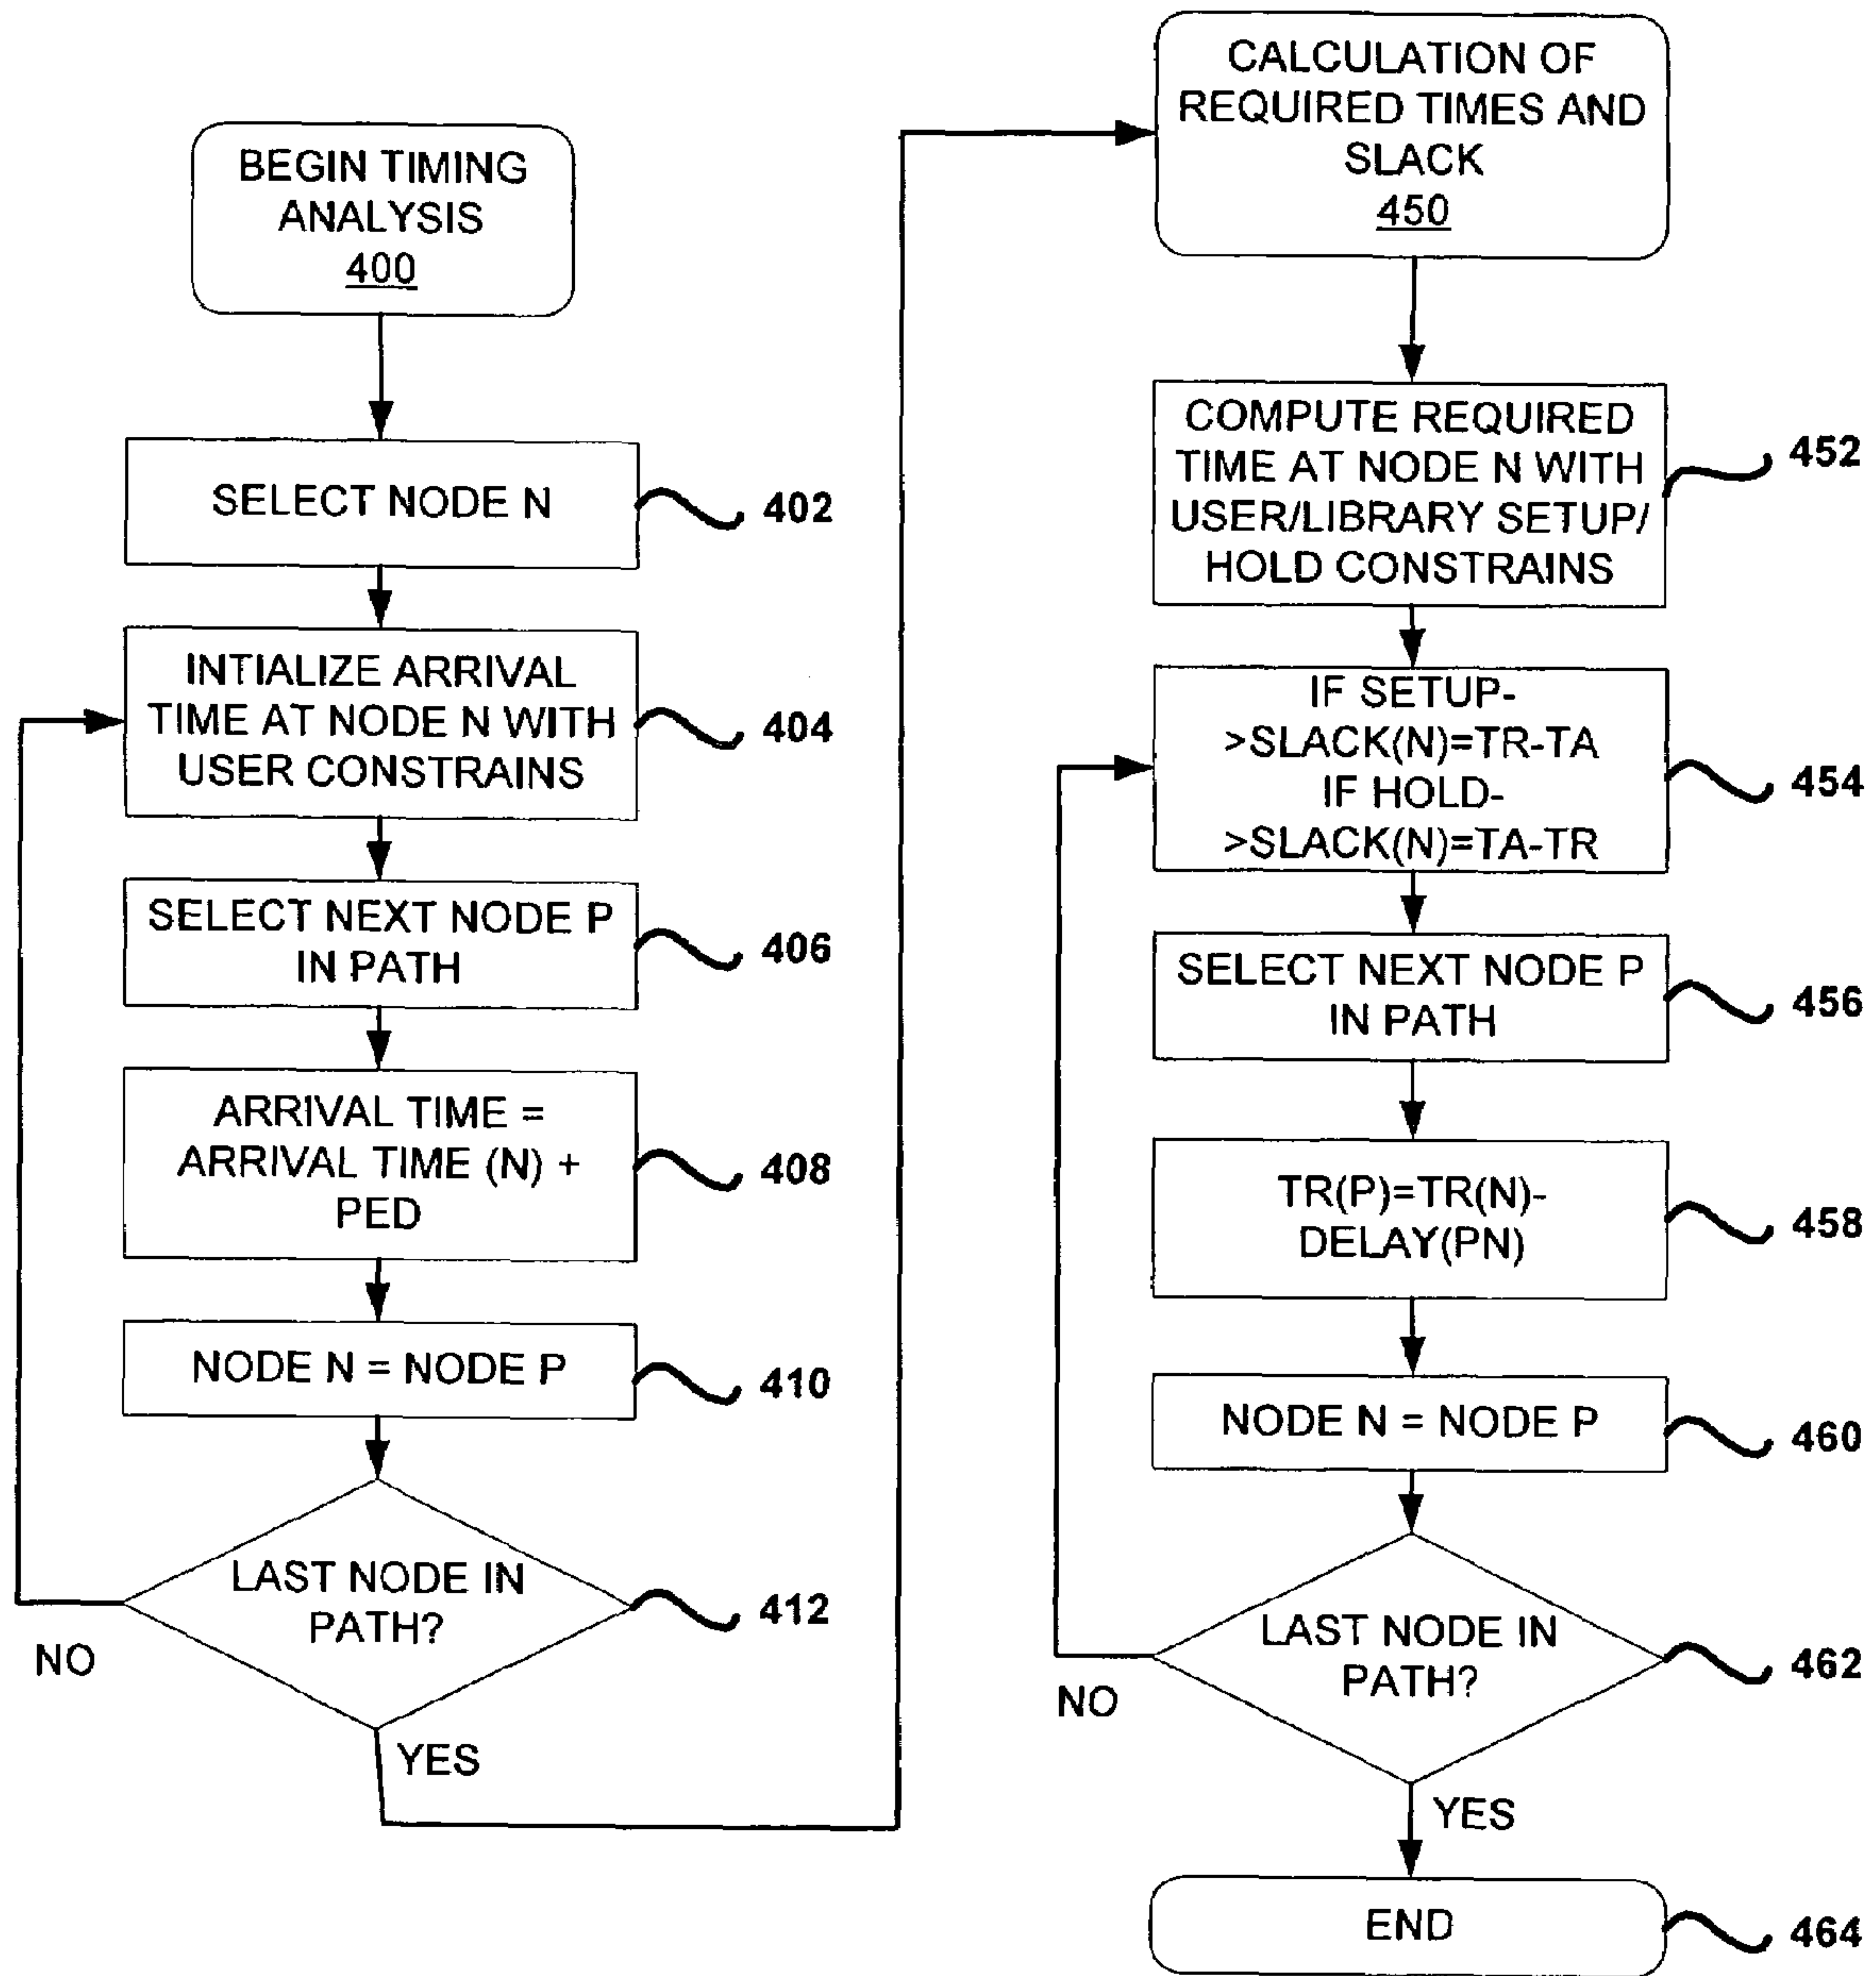 BEGIN TIMING
ANALYSIS
400
SELECT NODE N
402
INTIALIZE ARRIVAL
TIME AT NODE N WITH
USER CONSTRAINS
404
SELECT NEXT NODE P
IN PATH
406
ARRIVAL TIME =
ARRIVAL TIME (N) +
PED
408
NODE N = NODE P
410
LAST NODE IN
PATH?
412
NO
YES
CALCULATION OF
REQUIRED TIMES AND
SLACK
450
COMPUTE REQUIRED
TIME AT NODE N WITH
USER/LIBRARY SETUP/
HOLD CONSTRAINS
452
IF SETUP-
>SLACK(N)=TR-TA
IF HOLD-
>SLACK(N)=TA-TR
454
SELECT NEXT NODE P
IN PATH
456
TR(P)=TR(N)-
DELAY(PN)
458
NODE N = NODE P
460
LAST NODE IN
PATH?
462
NO
YES
END
464